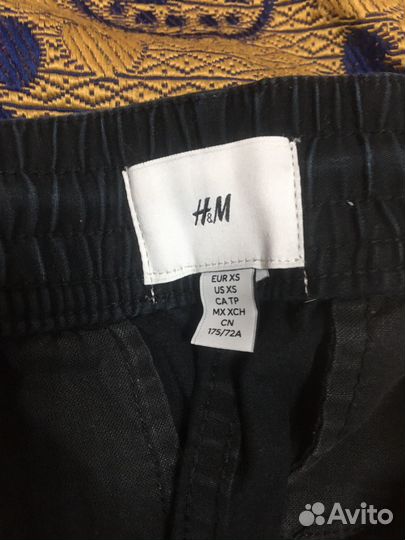 H&M
EUR XS
US XS
CA TP
MX XCH
CN
175/72A
Avito